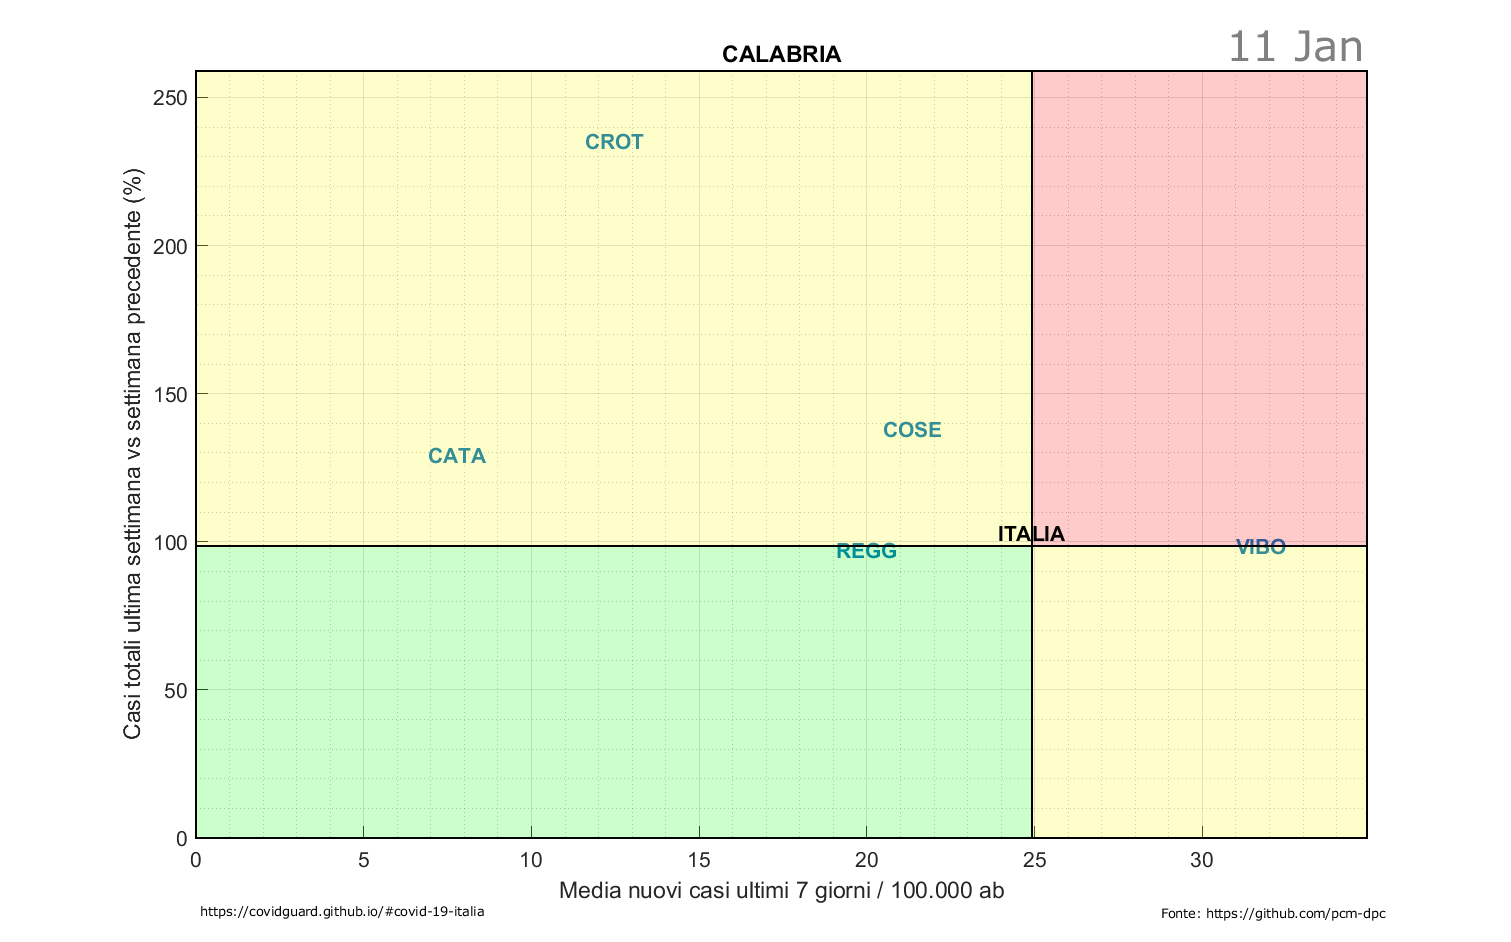 11 Jan
CALABRIA
Casi totali ultima settimana vs settimana precedente (%)
250
200
150
100
50
0
CROT
COSE
CATA
ITALIA
REGG
VIBO
0 5 10 15 20 25 30
Media nuovi casi ultimi 7 giorni / 100.000 ab
https://covidguard.github.io/#covid-19-italia
Fonte: https://github.com/pcm-dpc